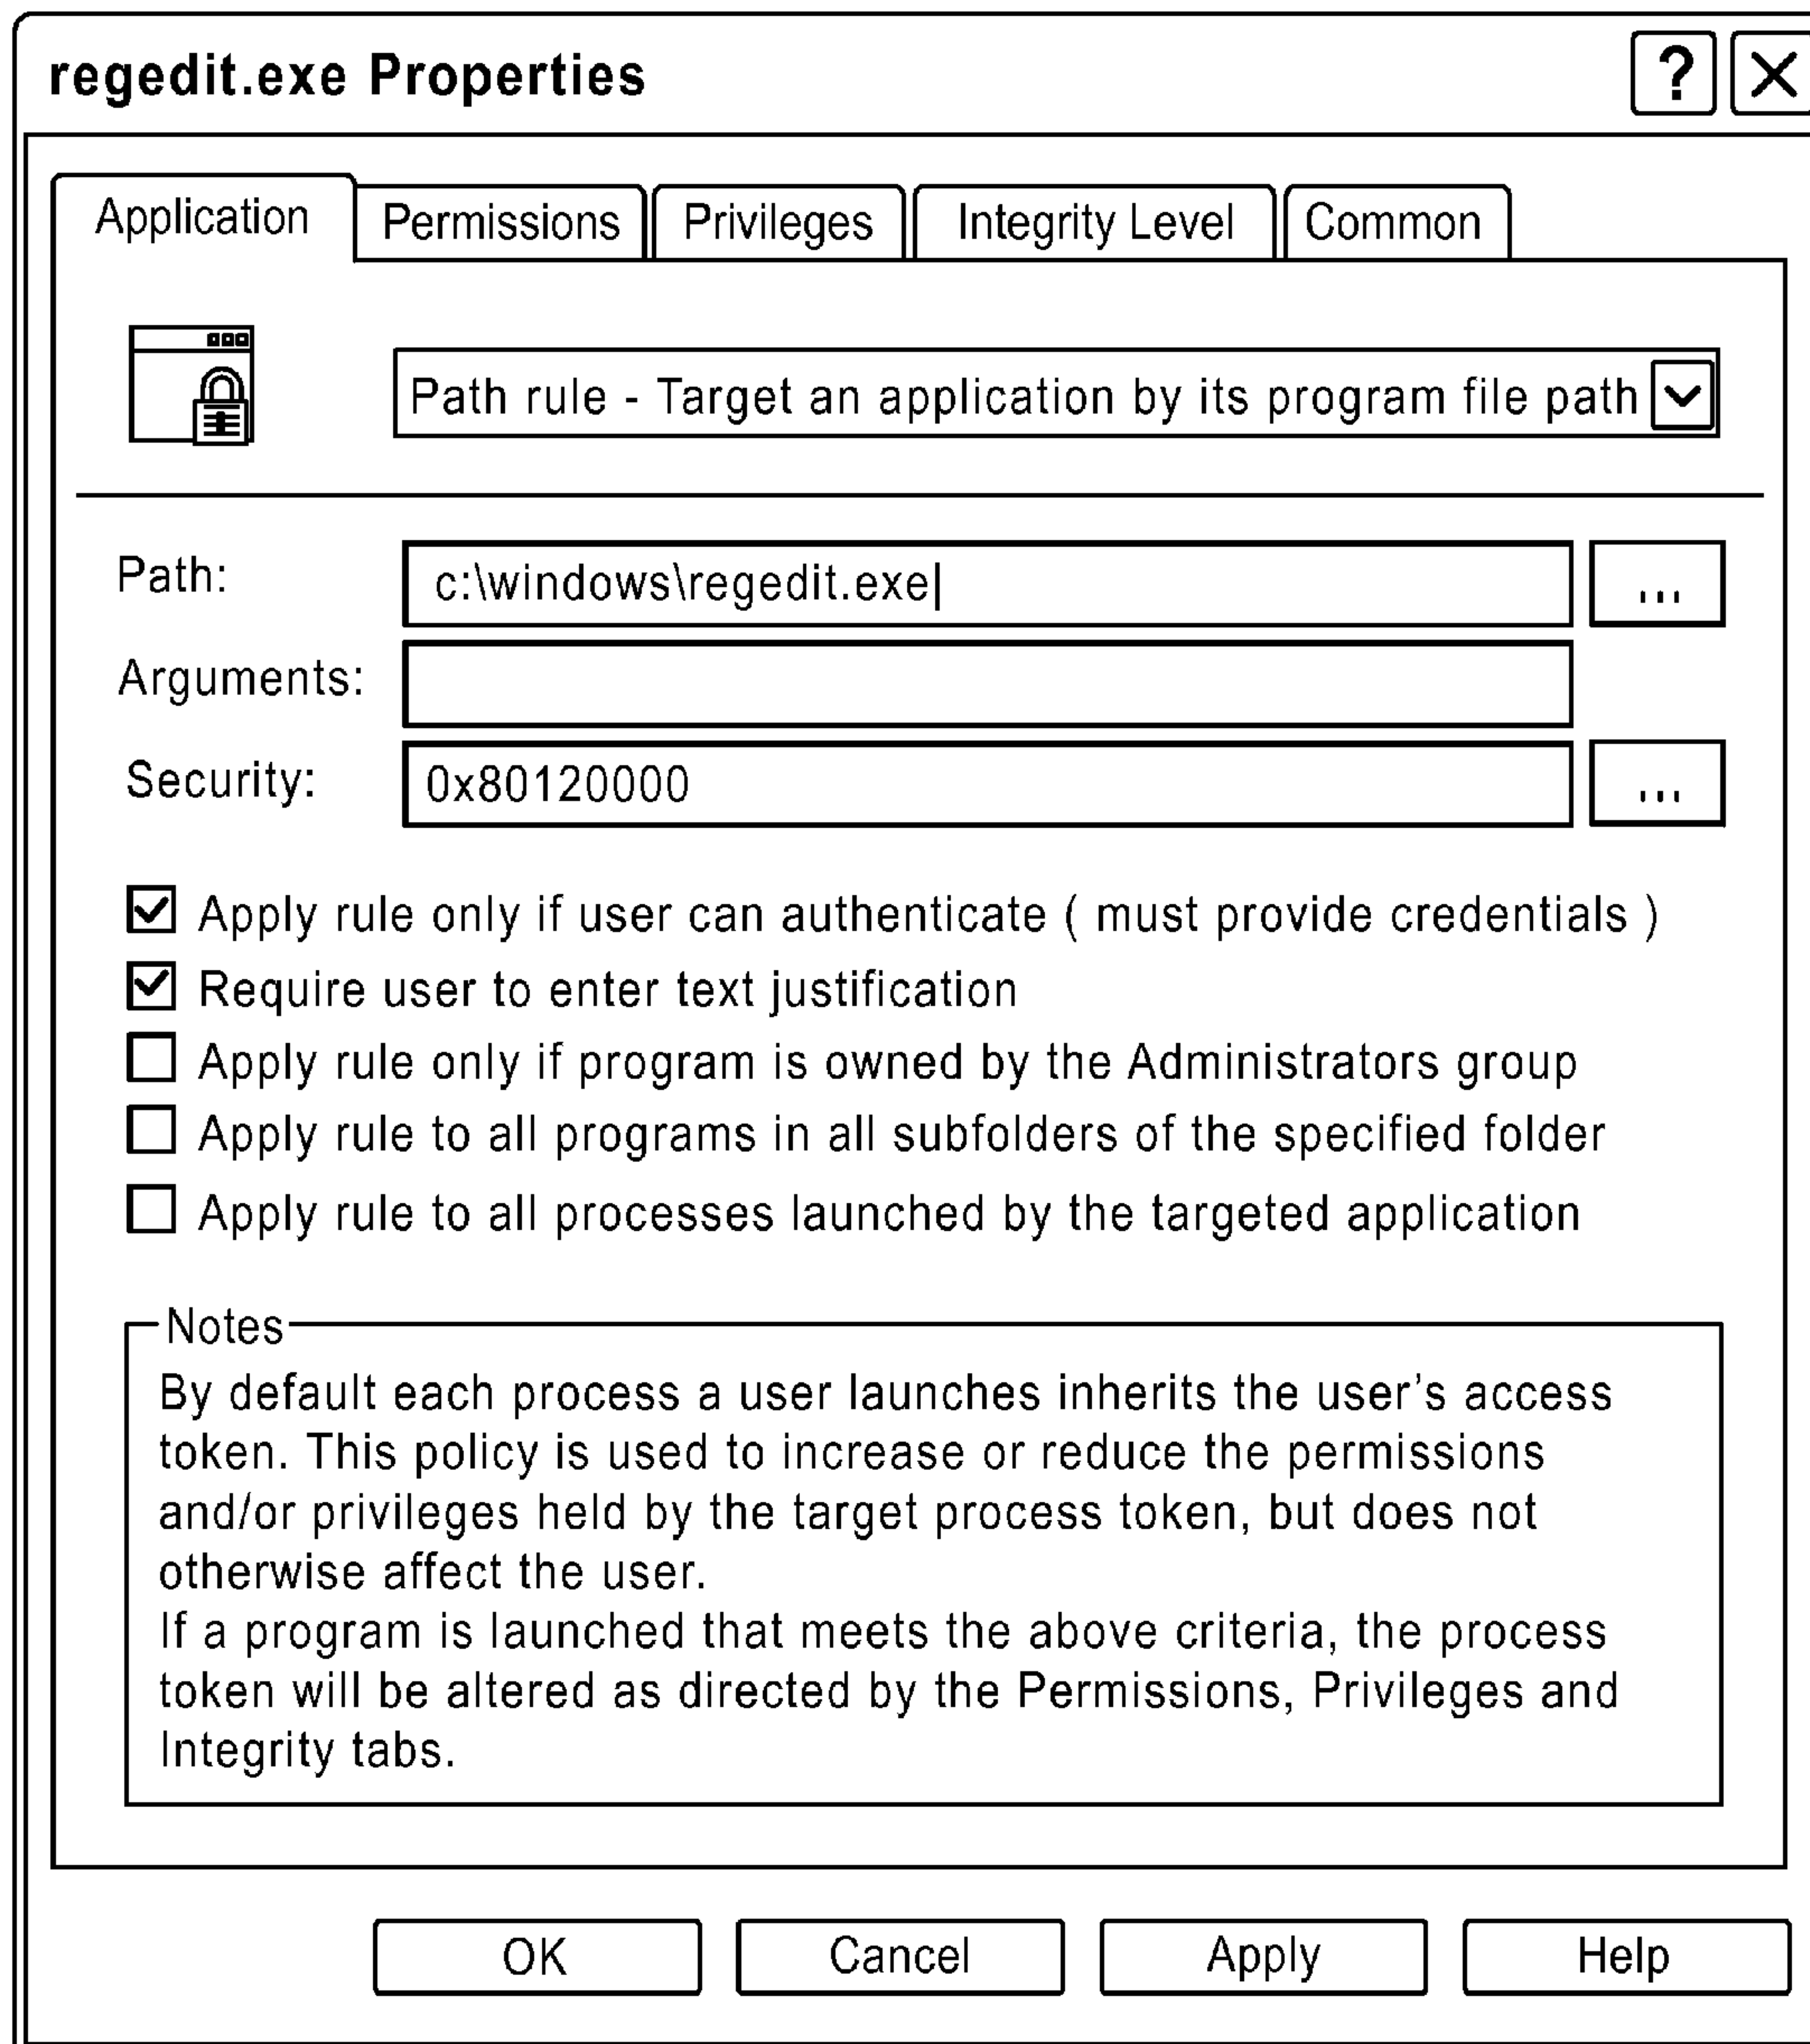 regedit.exe Properties ?
Application Permissions Privileges Integrity Level Common
Path rule - Target an application by its program file path
Path: c:\windows\regedit.exe| ...
Arguments:
Security: 0x80120000 ...
Apply rule only if user can authenticate ( must provide credentials )
Require user to enter text justification
Apply rule only if program is owned by the Administrators group
Apply rule to all programs in all subfolders of the specified folder
Apply rule to all processes launched by the targeted application
Notes
By default each process a user launches inherits the user's access
token. This policy is used to increase or reduce the permissions
and/or privileges held by the target process token, but does not
otherwise affect the user.
If a program is launched that meets the above criteria, the process
token will be altered as directed by the Permissions, Privileges and
Integrity tabs.
OK Cancel Apply Help